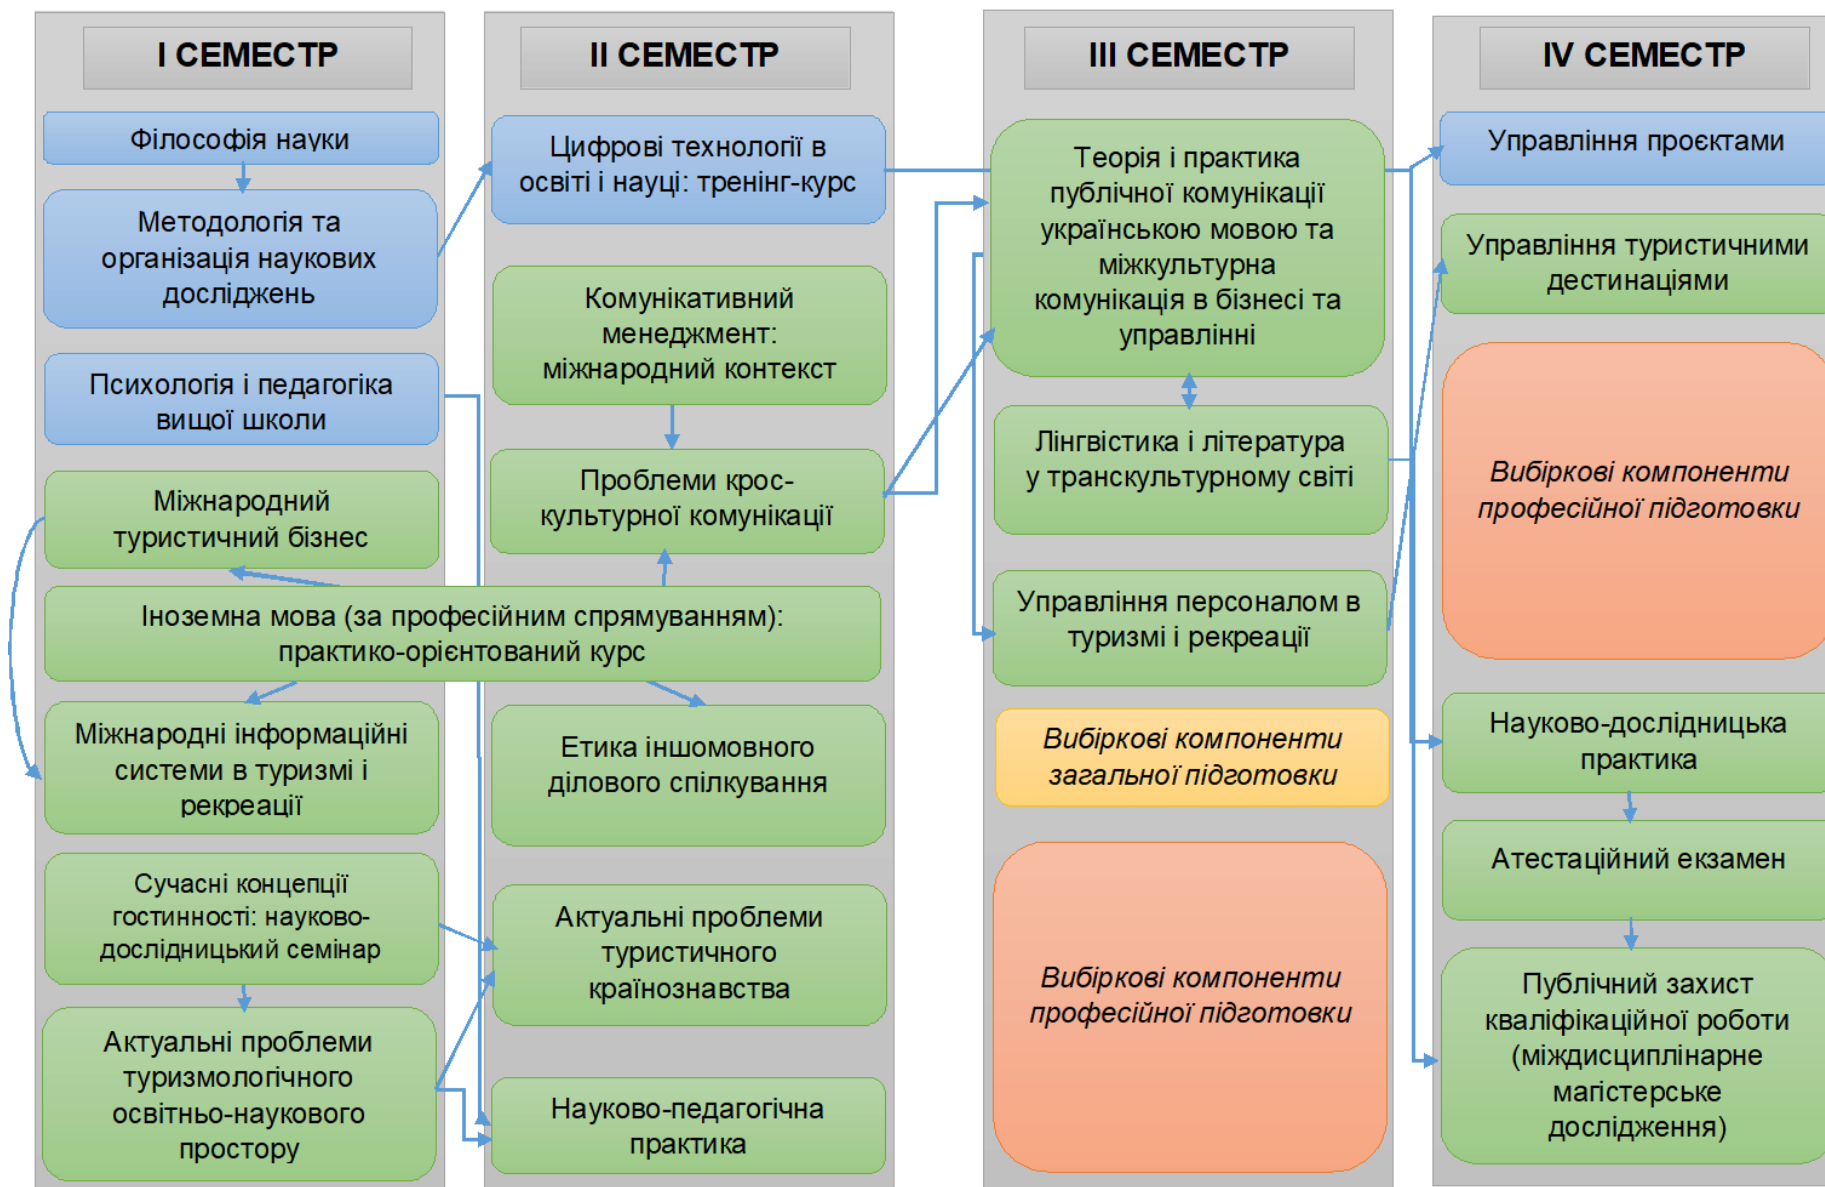 І СЕМЕСТР
Філософія науки
Методологія та
організація наукових
досліджень
Психологія і педагогіка
вищої школи
Міжнародний
туристичний бізнес
Іноземна мова (за професійним спрямуванням):
практико-орієнтований курс
Міжнародні інформаційні
системи в туризмі і
рекреації
Сучасні концепції
гостинності: науково-
дослідницький семінар
Актуальні проблеми
туризмологічного
освітньо-наукового
простору
ІІ СЕМЕСТР
Цифрові технології в
освіті і науці: тренінг-курс
Комунікативний
менеджмент:
міжнародний контекст
Проблеми крос-
культурної комунікації
Етика іншомовного
ділового спілкування
Актуальні проблеми
туристичного
країнознавства
Науково-педагогічна
практика
ІІІ СЕМЕСТР
Теорія і практика
публічної комунікації
українською мовою та
міжкультурна
комунікація в бізнесі та
управлінні
Лінгвістика і література
у транскультурному світі
Управління персоналом в
туризмі і рекреації
Вибіркові компоненти
загальної підготовки
Вибіркові компоненти
професійної підготовки
IV СЕМЕСТР
Управління проєктами
Управління туристичними
дестинаціями
Вибіркові компоненти
професійної підготовки
Науково-дослідницька
практика
Атестаційний екзамен
Публічний захист
кваліфікаційної роботи
(міждисциплінарне
магістерське
дослідження)